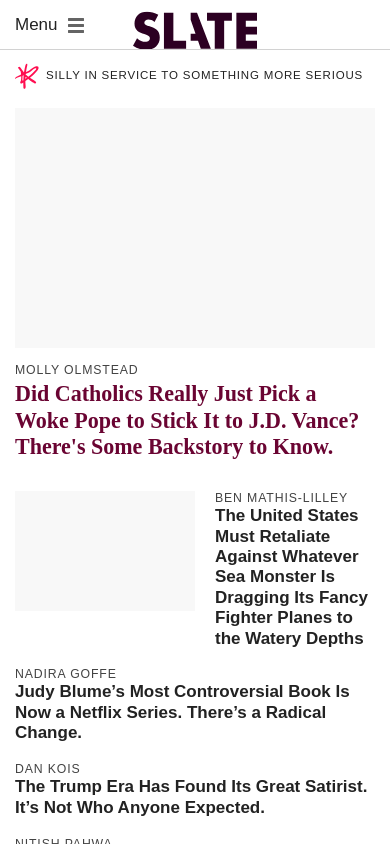 Menu
SLATE
SILLY IN SERVICE TO SOMETHING MORE SERIOUS
MOLLY OLMSTEAD
Did Catholics Really Just Pick a
Woke Pope to Stick It to J.D. Vance?
There's Some Backstory to Know.
BEN MATHIS-LILLEY
The United States
Must Retaliate
Against Whatever
Sea Monster Is
Dragging Its Fancy
Fighter Planes to
the Watery Depths
NADIRA GOFFE
Judy Blume’s Most Controversial Book Is
Now a Netflix Series. There’s a Radical
Change.
DAN KOIS
The Trump Era Has Found Its Great Satirist.
It’s Not Who Anyone Expected.
NITISH PAHWA